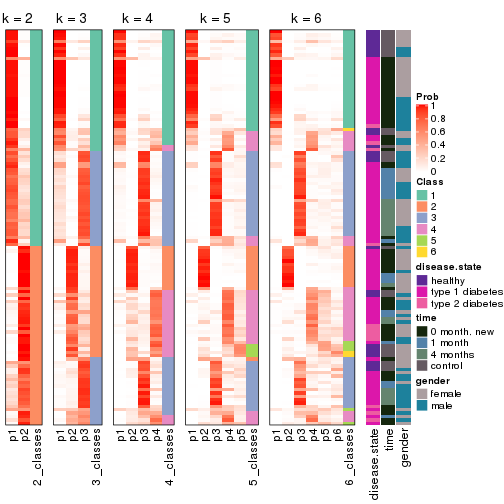 k = 2
k = 3
k = 4
k = 5
k = 6
p1
p2
2_classes
p1
p2
p3
3_classes
p1
p2
p3
p4
4_classes
p1
p2
p3
p4
p5
5_classes
p1
p2
p3
p4
p5
p6
6_classes
disease.state
time
gender
Prob
1
0.8
0.6
0.4
0.2
0
Class
1
2
3
4
5
6
disease.state
healthy
type 1 diabetes
type 2 diabetes
time
0 month, new
1 month
4 months
control
gender
female
male